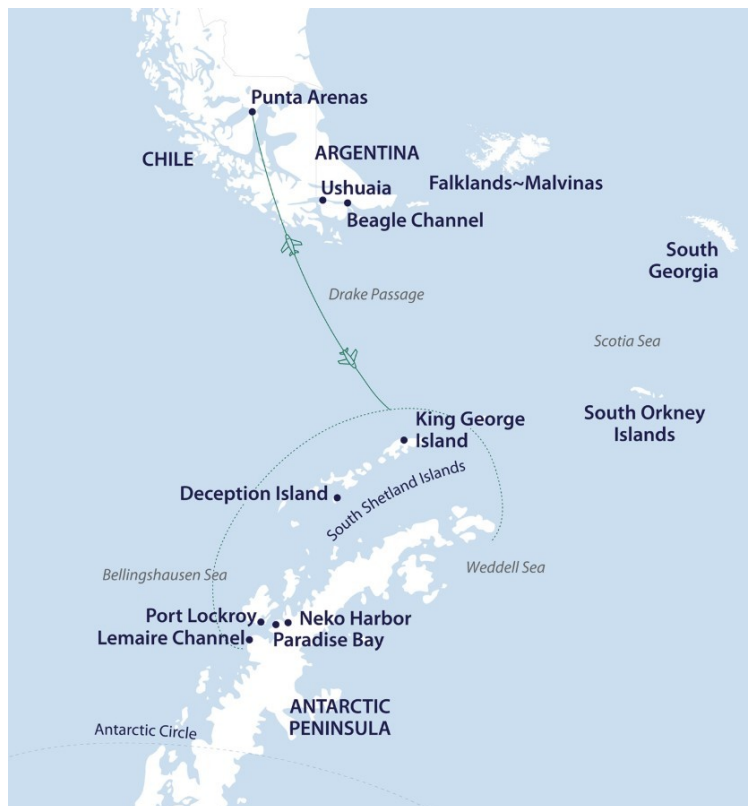 Punta Arenas
ARGENTINA
CHILE
Falklands~Malvinas
Ushuaia
Beagle Channel
South
Georgia
Drake Passage
Scotia Sea
King George
Island
South Orkney
Islands
Deception Island
South Shetland Islands
Bellingshausen Sea
Weddell Sea
Port Lockroy
Neko Harbor
Lemaire Channel
Paradise Bay
ANTARCTIC
PENINSULA
Antarctic Circle